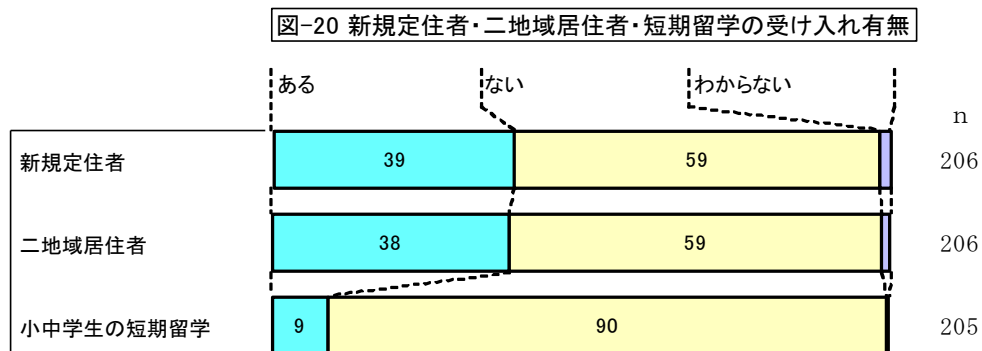 図-20 新規定住者・二地域居住者・短期留学の受け入れ有無
ある ない わからない
n
新規定住者 39 59 206
二地域居住者 38 59 206
小中学生の短期留学 9 90 205